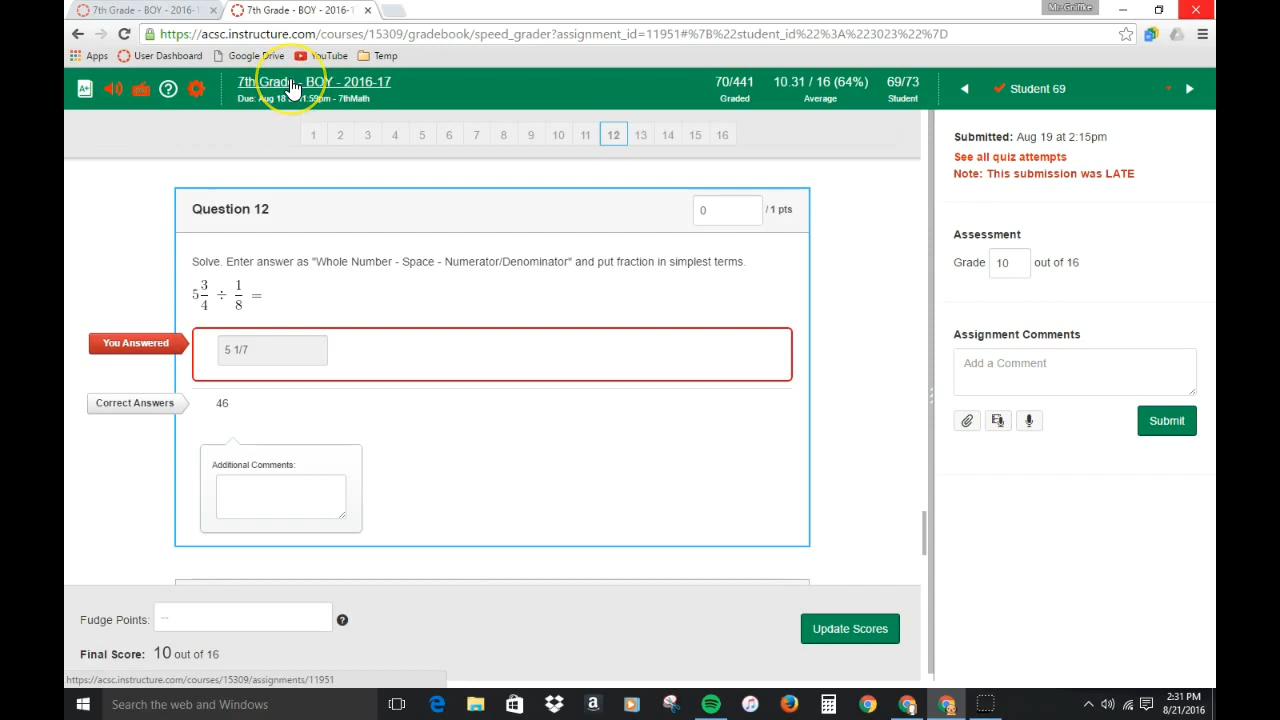 7th Grade - BOY - 2016-1
7th Grade - BOY - 2016-1
Mr. Griffke
https://acsc.instructure.com/courses/15309/gradebook/speed_grader?assignment_id=11951#%7B%22student_id%22%3A%223023%22%7D
Apps
User Dashboard
Google Drive
YouTube
Temp
7th Grade - BOY - 2016-17
Due: Aug 18 1:59pm - 7thMath
70/441
Graded
10.31 / 16 (64%)
Average
69/73
Student
Student 69
1 2 3 4 5 6 7 8 9 10 11 12 13 14 15 16
Question 12
0
/ 1 pts
Solve. Enter answer as "Whole Number - Space - Numerator/Denominator" and put fraction in simplest terms.
5 3/4 ÷ 1/8 =
You Answered
5 1/7
Correct Answers
46
Additional Comments:
Submitted: Aug 19 at 2:15pm
See all quiz attempts
Note: This submission was LATE
Assessment
Grade 10 out of 16
Assignment Comments
Add a Comment
Submit
Fudge Points: --
Update Scores
Final Score: 10 out of 16
https://acsc.instructure.com/courses/15309/assignments/11951
Search the web and Windows
2:31 PM
8/21/2016